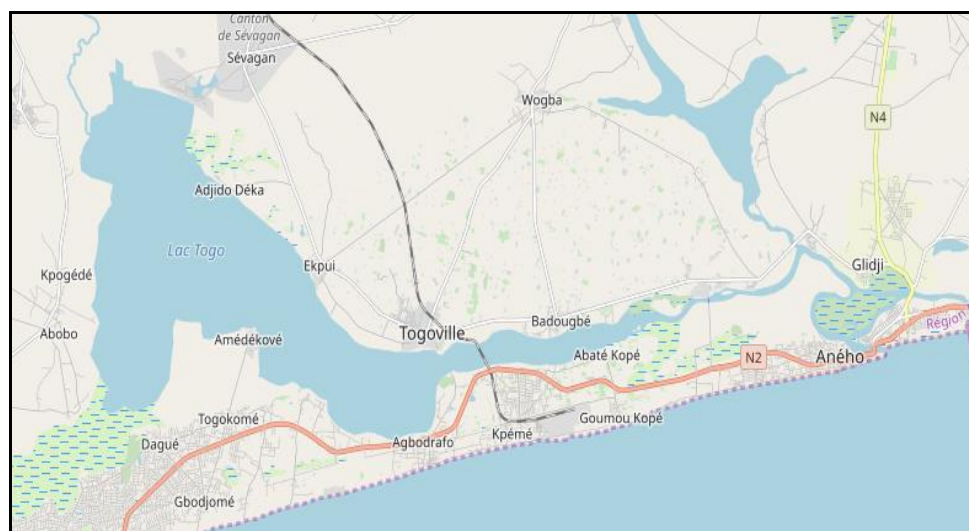 Canton
de Sévagan
Sévagan
Wogba
N4
Adjido Déka
Lac Togo
Kpogédé
Ekpui
Glidji
Abobo
Amédékové
Togoville
Badougbé
Région
Abaté Kopé
N2
Aného
Togokomé
Goumou Kopé
Dagué
Agbodrafo
Kpémé
Gbodjomé